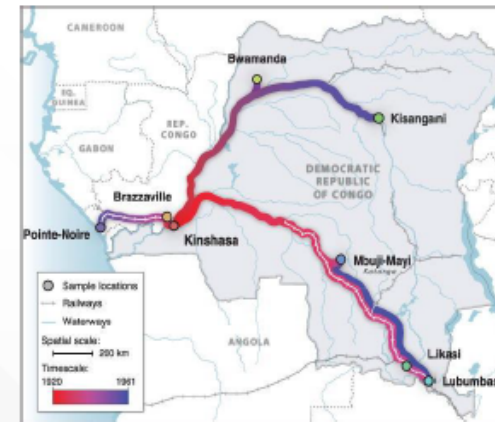 CAMEROON
Bwamanda
EQ.
GUINEA
REP.
CONGO
Kisangani
GABON
DEMOCRATIC
REPUBLIC
OF CONGO
Brazzaville
Pointe-Noire
Kinshasa
Mbuji-Mayi
Katanga
Sample locations
Railways
Waterways
Spatial scale:
200 km
Timescale:
1920 1961
ANGOLA
Likasi
Lubumbas